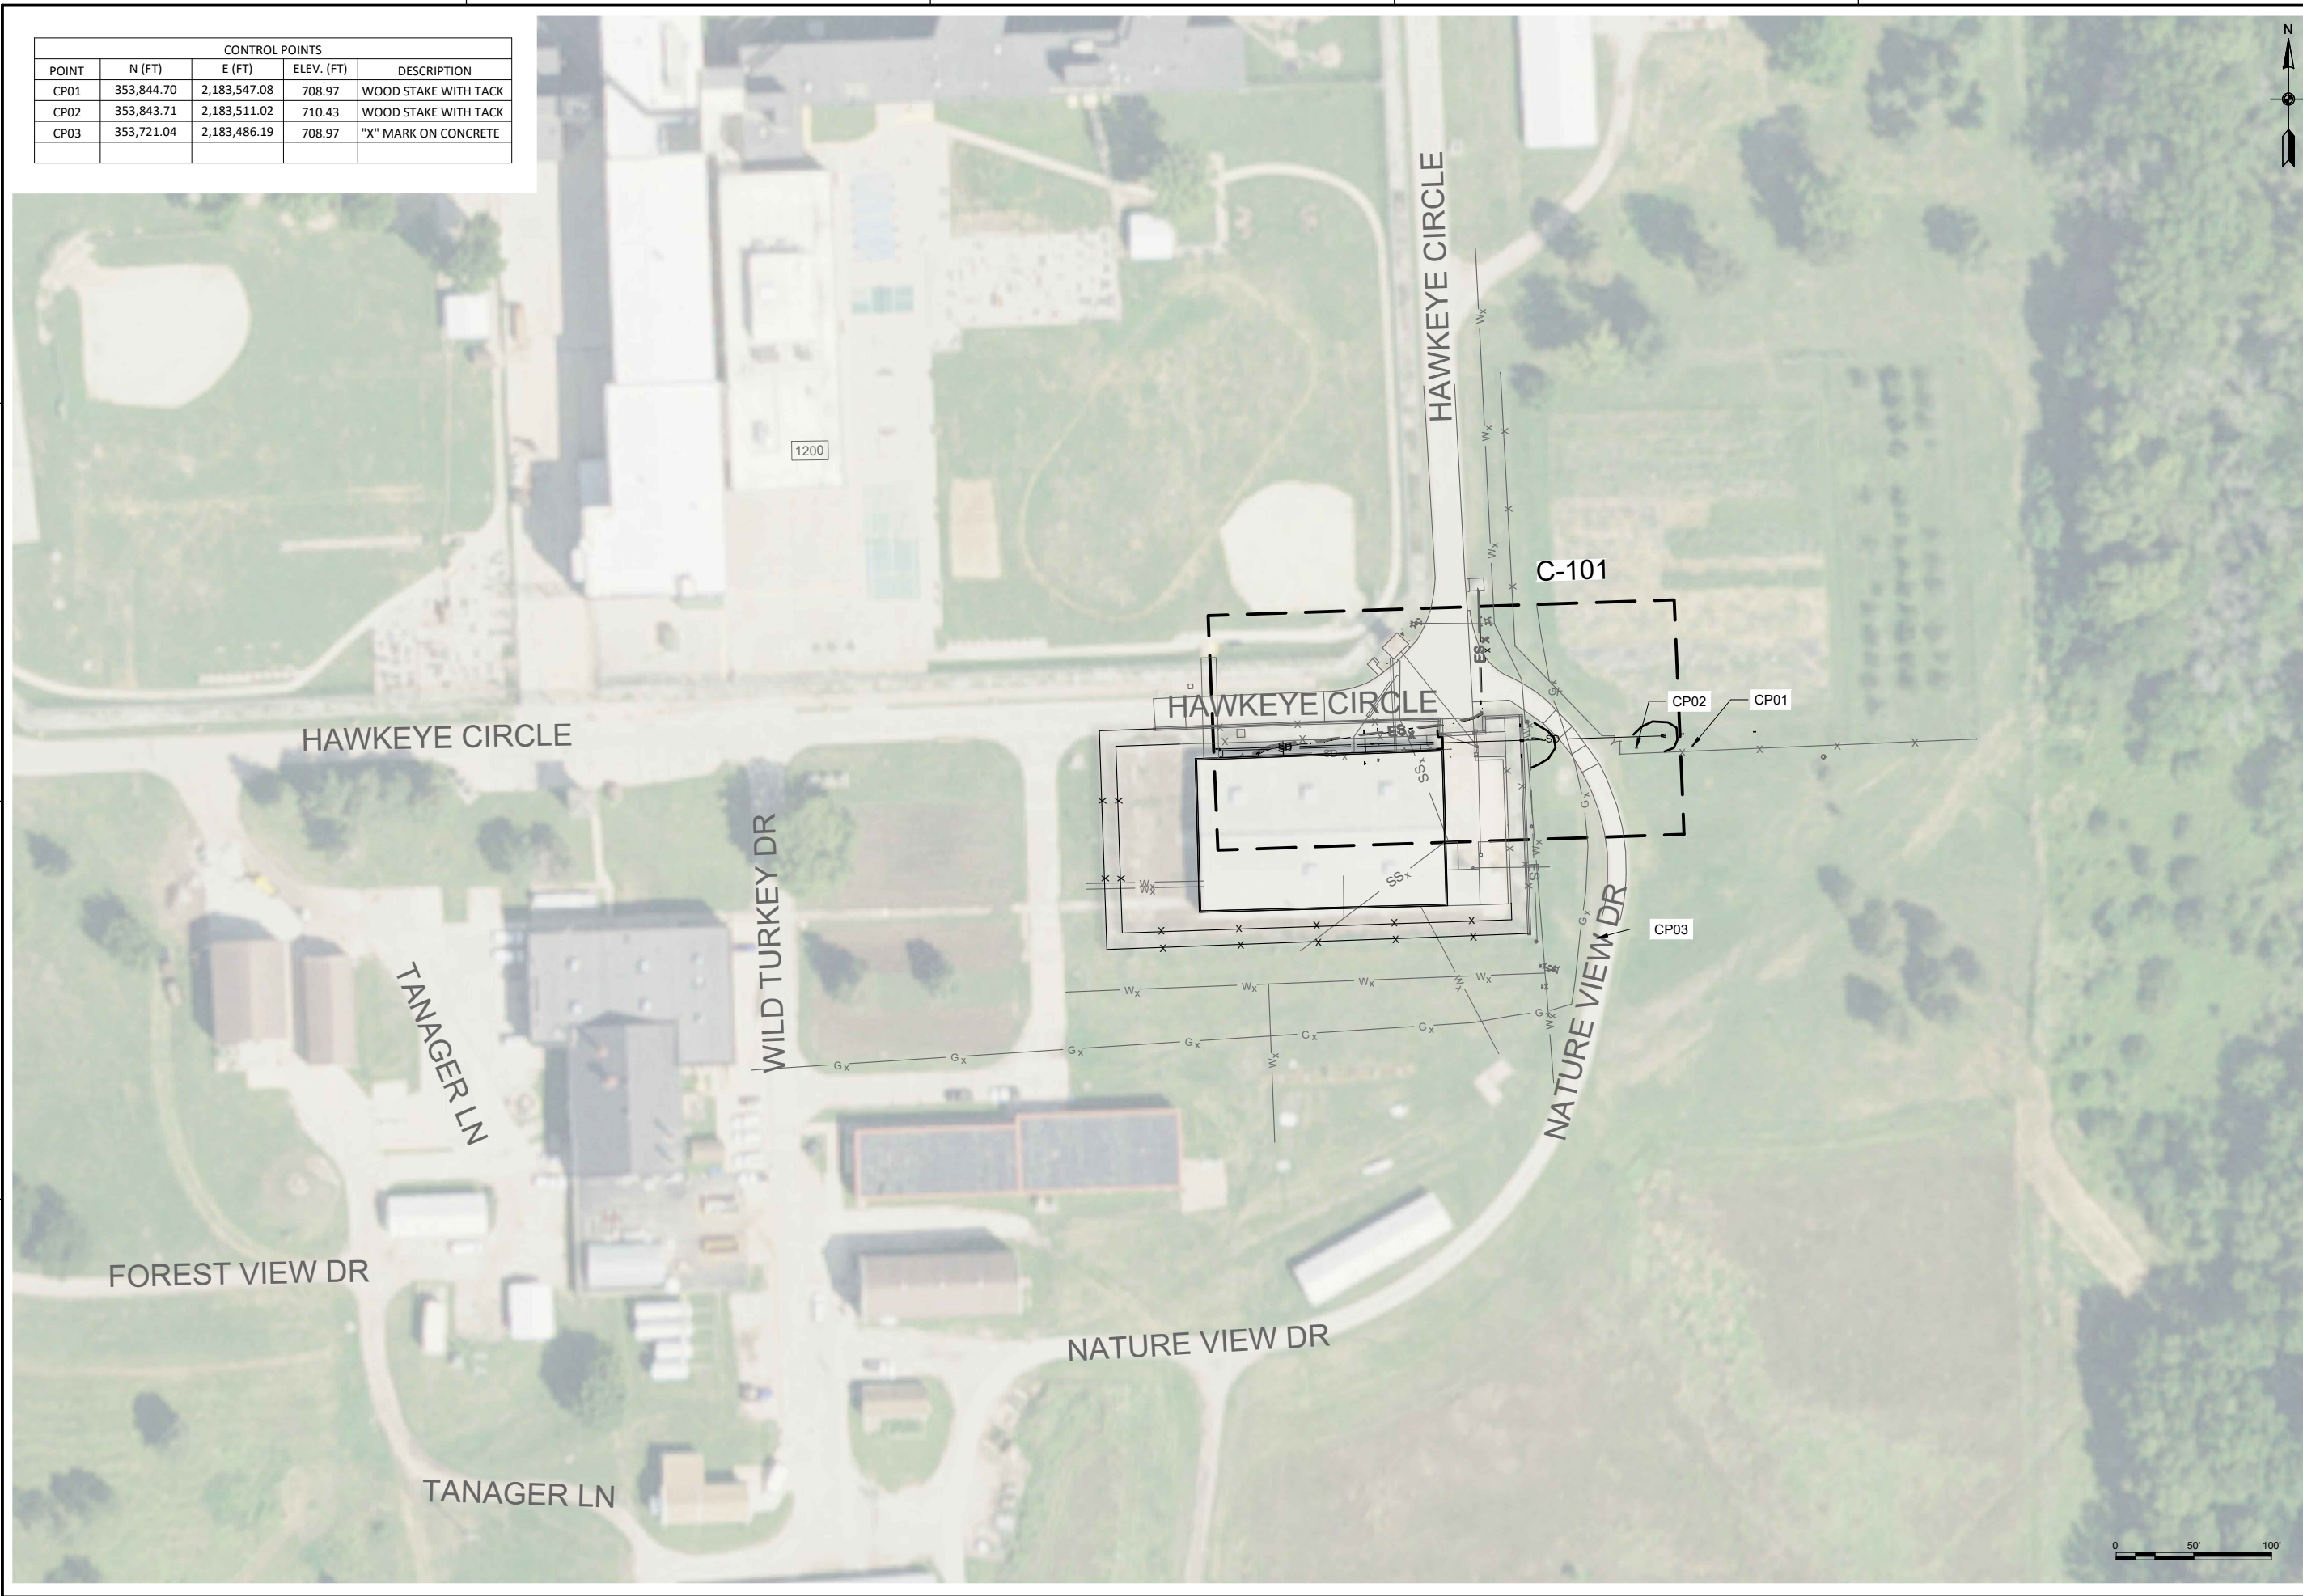 CONTROL POINTS
POINT N (FT) E (FT) ELEV. (FT) DESCRIPTION
CP01 353,844.70 2,183,547.08 708.97 WOOD STAKE WITH TACK
CP02 353,843.71 2,183,511.02 710.43 WOOD STAKE WITH TACK
CP03 353,721.04 2,183,486.19 708.97 "X" MARK ON CONCRETE
N
HAWKEYE CIRCLE
1200
C-101
HAWKEYE CIRCLE
HAWKEYE CIRCLE
CP02
CP01
CP03
WILD TURKEY DR
TANAGER LN
NATURE VIEW DR
FOREST VIEW DR
NATURE VIEW DR
TANAGER LN
0 50' 100'